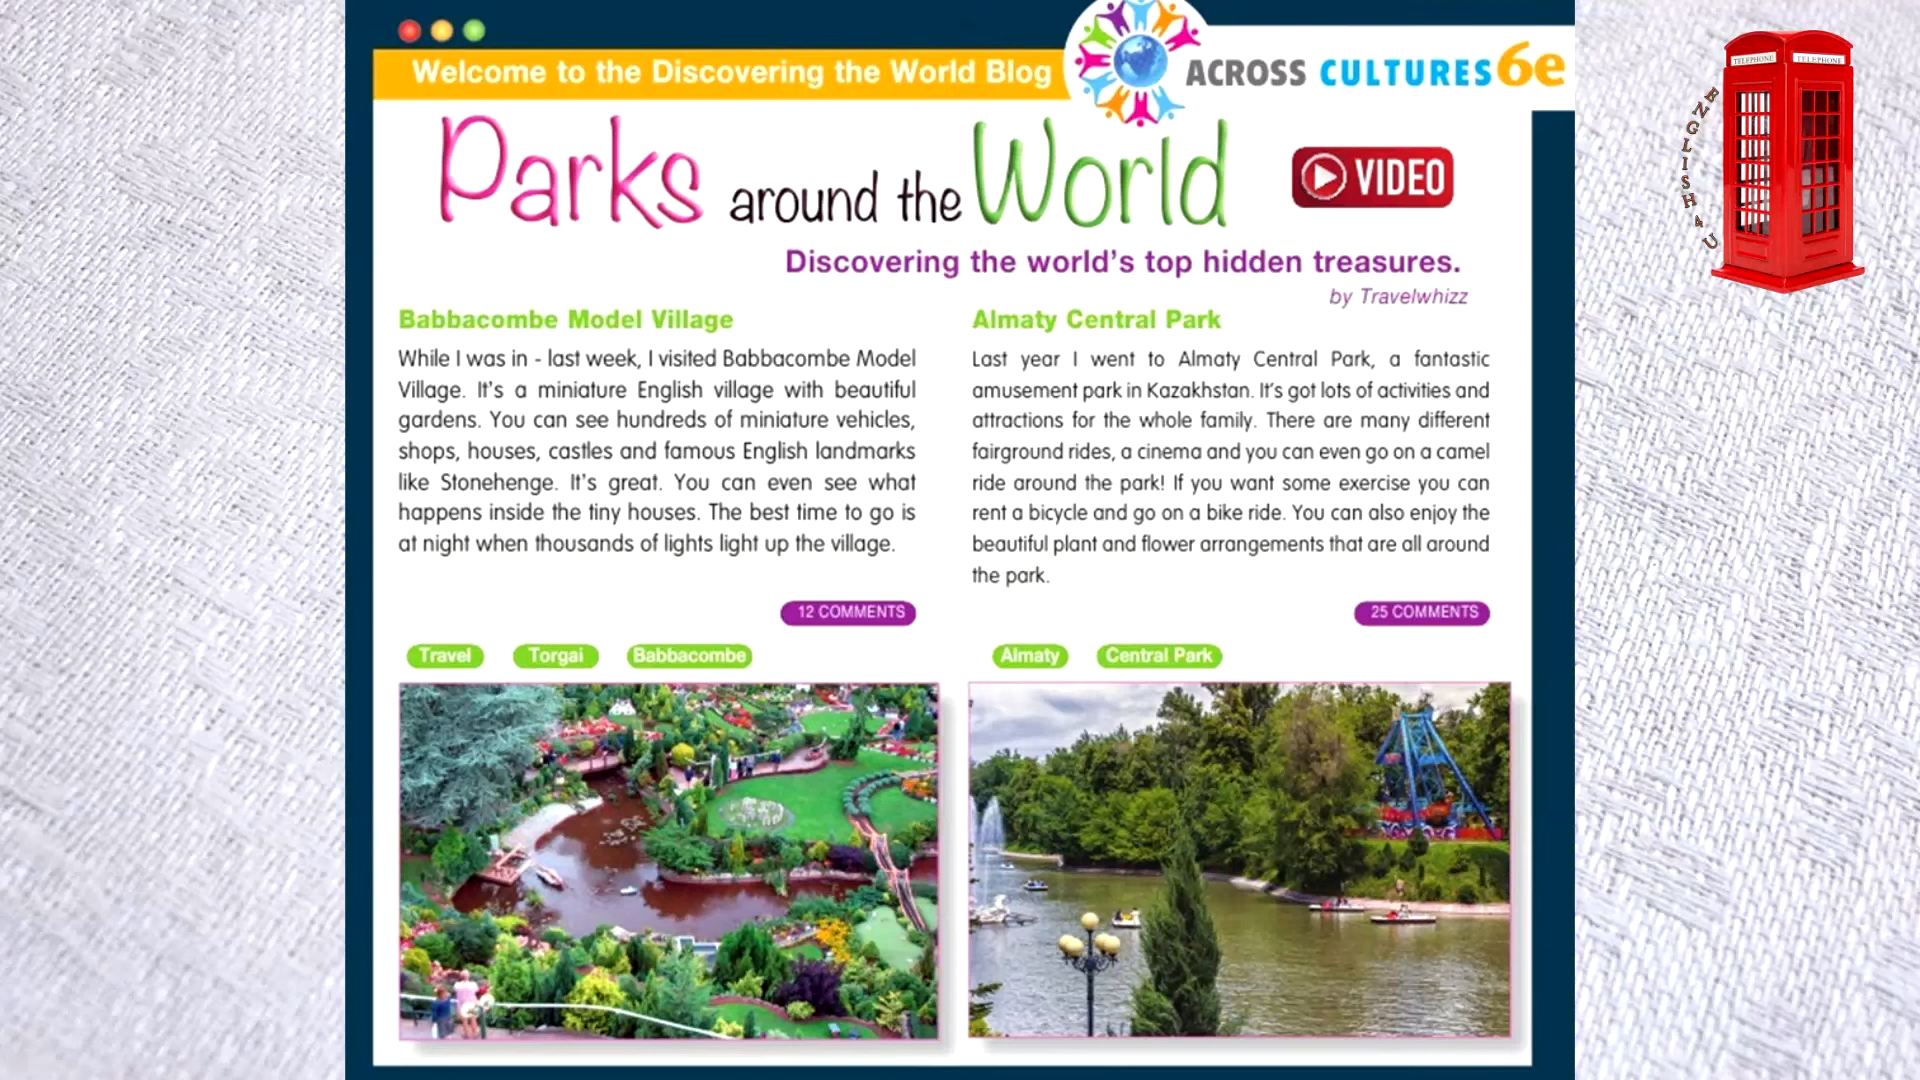 Welcome to the Discovering the World Blog
ACROSS CULTURES 6e
Parks around the World
VIDEO
Discovering the world's top hidden treasures.
by Travelwhizz
Babbacombe Model Village
While I was in - last week, I visited Babbacombe Model
Village. It's a miniature English village with beautiful
gardens. You can see hundreds of miniature vehicles,
shops, houses, castles and famous English landmarks
like Stonehenge. It's great. You can even see what
happens inside the tiny houses. The best time to go is
at night when thousands of lights light up the village.
12 COMMENTS
Travel
Torgai
Babbacombe
Almaty Central Park
Last year I went to Almaty Central Park, a fantastic
amusement park in Kazakhstan. It's got lots of activities and
attractions for the whole family. There are many different
fairground rides, a cinema and you can even go on a camel
ride around the park! If you want some exercise you can
rent a bicycle and go on a bike ride. You can also enjoy the
beautiful plant and flower arrangements that are all around
the park.
25 COMMENTS
Almaty
Central Park
ENGLISH 4 U
TELEPHONE
TELEPHONE